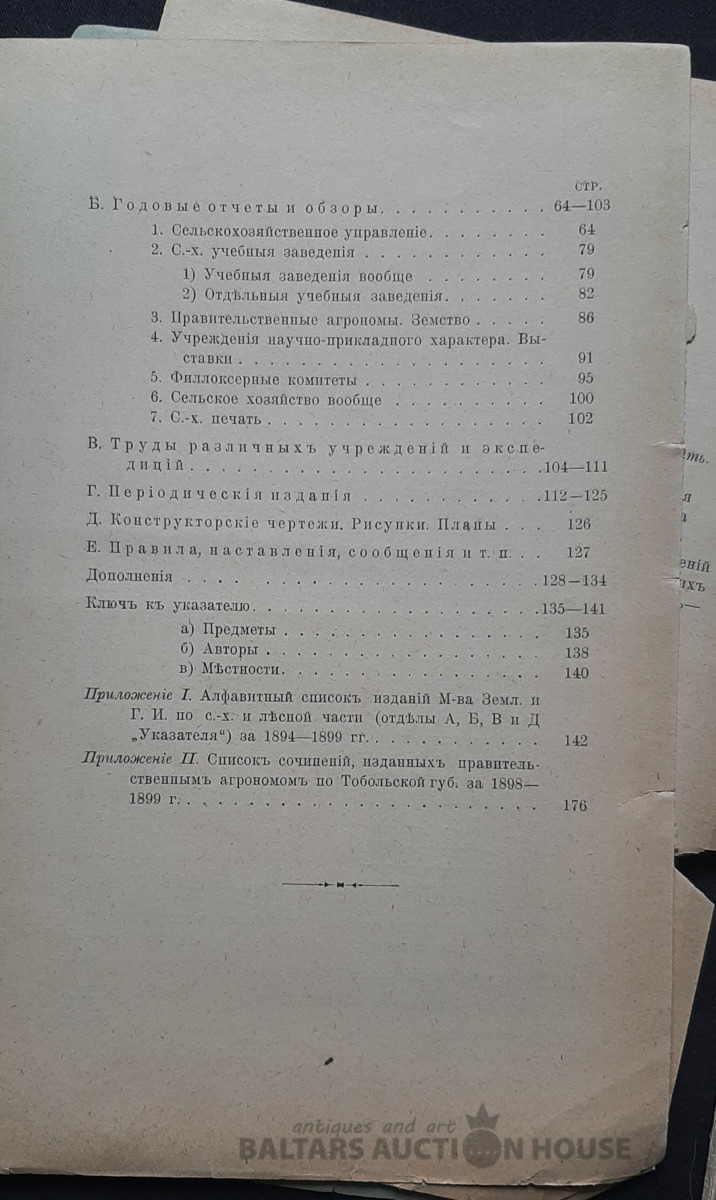 СТР.
Б. Годовые отчеты и обзоры. . . . . . . . . . 64—103
1. Сельскохозяйственное управленіе. . . . . . . . 64
2. С.-х. учебныя заведенія . . . . . . . . . . . . 79
1) Учебныя заведенія вообще . . . . . . . . 79
2) Отдѣльныя учебныя заведенія. . . . . . . 82
3. Правительственные агрономы. Земство . . . . . 86
4. Учрежденія научно-прикладного характера. Вы-
ставки . . . . . . . . . . . . . . . . . . . . 91
5. Филлоксерные комитеты . . . . . . . . . . . . 95
6. Сельское хозяйство вообще . . . . . . . . . . 100
7. С.-х. печать . . . . . . . . . . . . . . . . . . 102
В. Труды различныхъ учрежденій и экспе-
дицій . . . . . . . . . . . . . . . . . . . . . . .104—111
Г. Періодическія изданія . . . . . . . . . . . .112—125
Д. Конструкторскіе чертежи. Рисунки. Планы . . . 126
Е. Правила, наставленія, сообщенія и т. п. . . 127
Дополненія . . . . . . . . . . . . . . . . . . . . . .128—134
Ключъ къ указателю. . . . . . . . . . . . . . . . . .135—141
а) Предметы . . . . . . . . . . . . . . . . 135
б) Авторы . . . . . . . . . . . . . . . . . 138
в) Мѣстности. . . . . . . . . . . . . . . . 140
Приложеніе I. Алфавитный списокъ изданій М-ва Земл. и
Г. И. по с.-х. и лѣсной части (отдѣлы А, Б, В и Д
„Указателя“) за 1894—1899 гг. . . . . . . . . . . 142
Приложеніе II. Списокъ сочиненій, изданныхъ правитель-
ственнымъ агрономомъ по Тобольской губ. за 1898—
1899 г. . . . . . . . . . . . . . . . . . . . . . . 176
antiques and art
BALTARS AUCTION HOUSE